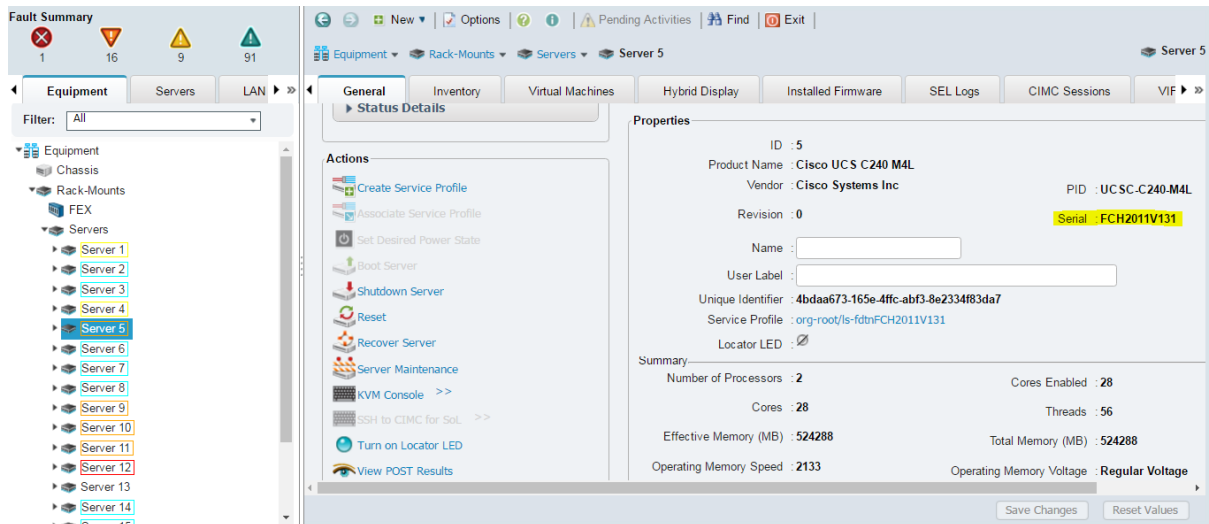 Fault Summary
1 16 9 91
New Options Pending Activities Find Exit
Equipment Rack-Mounts Servers Server 5 Server 5
Equipment Servers LAN
Filter: All
Equipment
Chassis
Rack-Mounts
FEX
Servers
Server 1
Server 2
Server 3
Server 4
Server 5
Server 6
Server 7
Server 8
Server 9
Server 10
Server 11
Server 12
Server 13
Server 14
General Inventory Virtual Machines Hybrid Display Installed Firmware SEL Logs CIMC Sessions VIF
Status Details
Actions
Create Service Profile
Associate Service Profile
Set Desired Power State
Boot Server
Shutdown Server
Reset
Recover Server
Server Maintenance
KVM Console >>
SSH to CIMC for SoL >>
Turn on Locator LED
View POST Results
Properties
ID : 5
Product Name : Cisco UCS C240 M4L
Vendor : Cisco Systems Inc
PID : UCSC-C240-M4L
Revision : 0
Serial : FCH2011V131
Name :
User Label :
Unique Identifier : 4bdaa673-165e-4ffc-abf3-8e2334f83da7
Service Profile : org-root/ls-fdtnFCH2011V131
Locator LED :
Summary
Number of Processors : 2
Cores Enabled : 28
Cores : 28
Threads : 56
Effective Memory (MB) : 524288
Total Memory (MB) : 524288
Operating Memory Speed : 2133
Operating Memory Voltage : Regular Voltage
Save Changes Reset Values